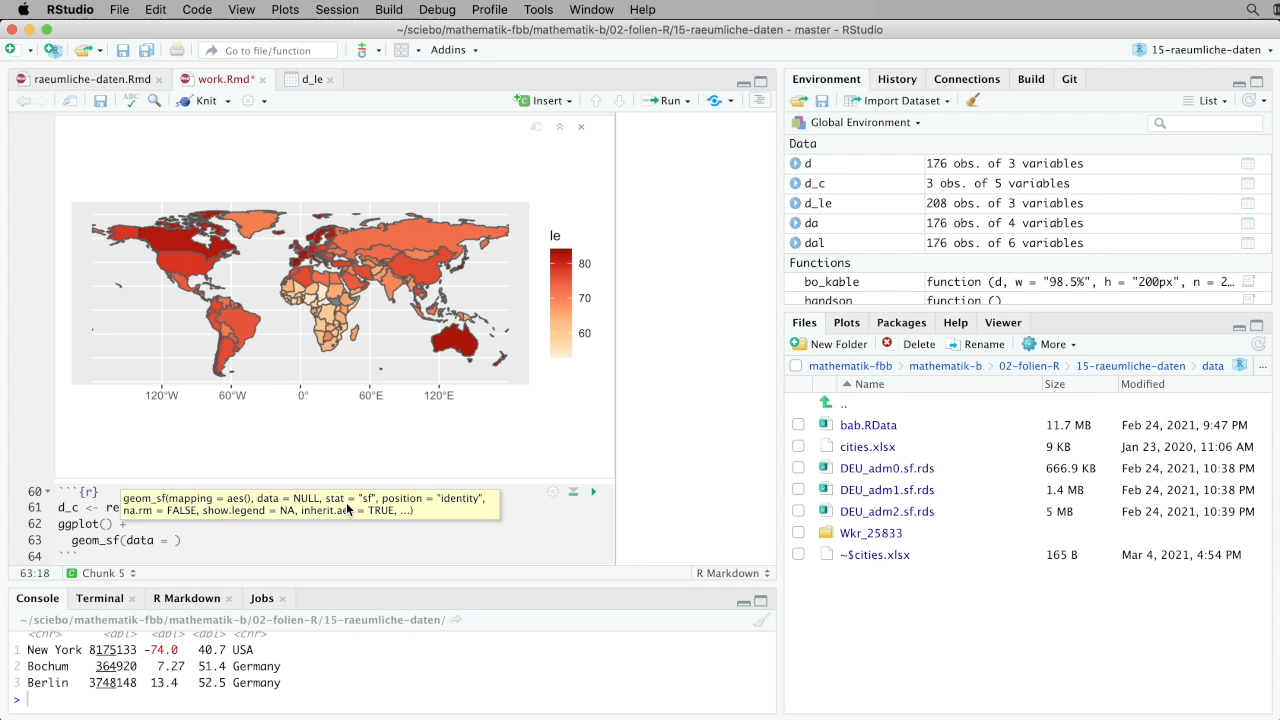 RStudio File Edit Code View Plots Session Build Debug Profile Tools Window Help
~/sciebo/mathematik-fbb/mathematik-b/02-folien-R/15-raeumliche-daten - master - RStudio
Go to file/function Addins 15-raeumliche-daten
raeumliche-daten.Rmd work.Rmd* d_le
ABC Knit Insert Run
le
80
70
60
120°W 60°W 0° 60°E 120°E
60 ```{r}
geom_sf(mapping = aes(), data = NULL, stat = "sf", position = "identity",
na.rm = FALSE, show.legend = NA, inherit.ae = TRUE, ...)
61 d_c <- re
62 ggplot() +
63 geom_sf(data = )
64 ```
63:18 Chunk 5 R Markdown
Console Terminal R Markdown Jobs
~/sciebo/mathematik-fbb/mathematik-b/02-folien-R/15-raeumliche-daten/
<chr> <dbl> <dbl> <dbl> <chr>
1 New York 8175133 -74.0 40.7 USA
2 Bochum 364920 7.27 51.4 Germany
3 Berlin 3748148 13.4 52.5 Germany
>
Environment History Connections Build Git
Import Dataset List
Global Environment
Data
d 176 obs. of 3 variables
d_c 3 obs. of 5 variables
d_le 208 obs. of 3 variables
da 176 obs. of 4 variables
dal 176 obs. of 6 variables
Functions
bo_kable function (d, w = "98.5%", h = "200px", n = 2…
handson function ()
Files Plots Packages Help Viewer
New Folder Delete Rename More
mathematik-fbb mathematik-b 02-folien-R 15-raeumliche-daten data ...
Name Size Modified
..
bab.RData 11.7 MB Feb 24, 2021, 9:47 PM
cities.xlsx 9 KB Jan 23, 2020, 11:06 AM
DEU_adm0.sf.rds 666.9 KB Feb 24, 2021, 10:38 PM
DEU_adm1.sf.rds 1.4 MB Feb 24, 2021, 10:38 PM
DEU_adm2.sf.rds 5 MB Feb 24, 2021, 10:39 PM
Wkr_25833
~$cities.xlsx 165 B Mar 4, 2021, 4:54 PM